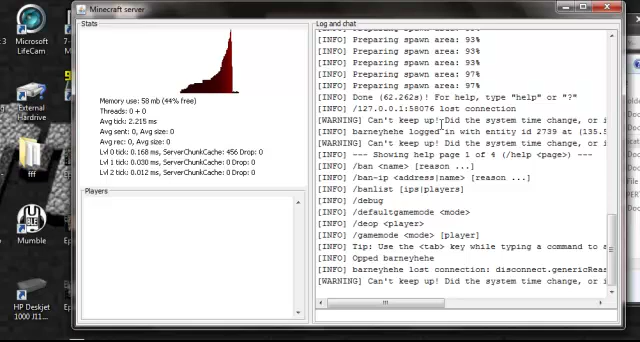 Minecraft server
Stats
Memory use: 58 mb (44% free)
Threads: 0 + 0
Avg tick: 2.215 ms
Avg sent: 0, Avg size: 0
Avg rec: 0, Avg size: 0
Lvl 0 tick: 0.168 ms, ServerChunkCache: 456 Drop: 0
Lvl 1 tick: 0.030 ms, ServerChunkCache: 0 Drop: 0
Lvl 2 tick: 0.012 ms, ServerChunkCache: 0 Drop: 0
Players
Log and chat
[INFO] Preparing spawn area: 93%
[INFO] Preparing spawn area: 93%
[INFO] Preparing spawn area: 93%
[INFO] Preparing spawn area: 97%
[INFO] Preparing spawn area: 97%
[INFO] Done (62.262s)! For help, type "help" or "?"
[INFO] /127.0.0.1:58076 lost connection
[WARNING] Can't keep up! Did the system time change, or i
[INFO] barneyhehe logged in with entity id 2739 at (135.5
[WARNING] Can't keep up! Did the system time change, or i
[INFO] --- Showing help page 1 of 4 (/help <page>) ---
[INFO] /ban <name> [reason ...]
[INFO] /ban-ip <address|name> [reason ...]
[INFO] /banlist [ips|players]
[INFO] /debug
[INFO] /defaultgamemode <mode>
[INFO] /deop <player>
[INFO] /gamemode <mode> [player]
[INFO] Tip: Use the <tab> key while typing a command to a
[INFO] Opped barneyhehe
[INFO] barneyhehe lost connection: disconnect.genericReas
[WARNING] Can't keep up! Did the system time change, or i
Microsoft
LifeCam
External
Hard Drive
fff
Mumble
HP Deskjet
1000 J11...